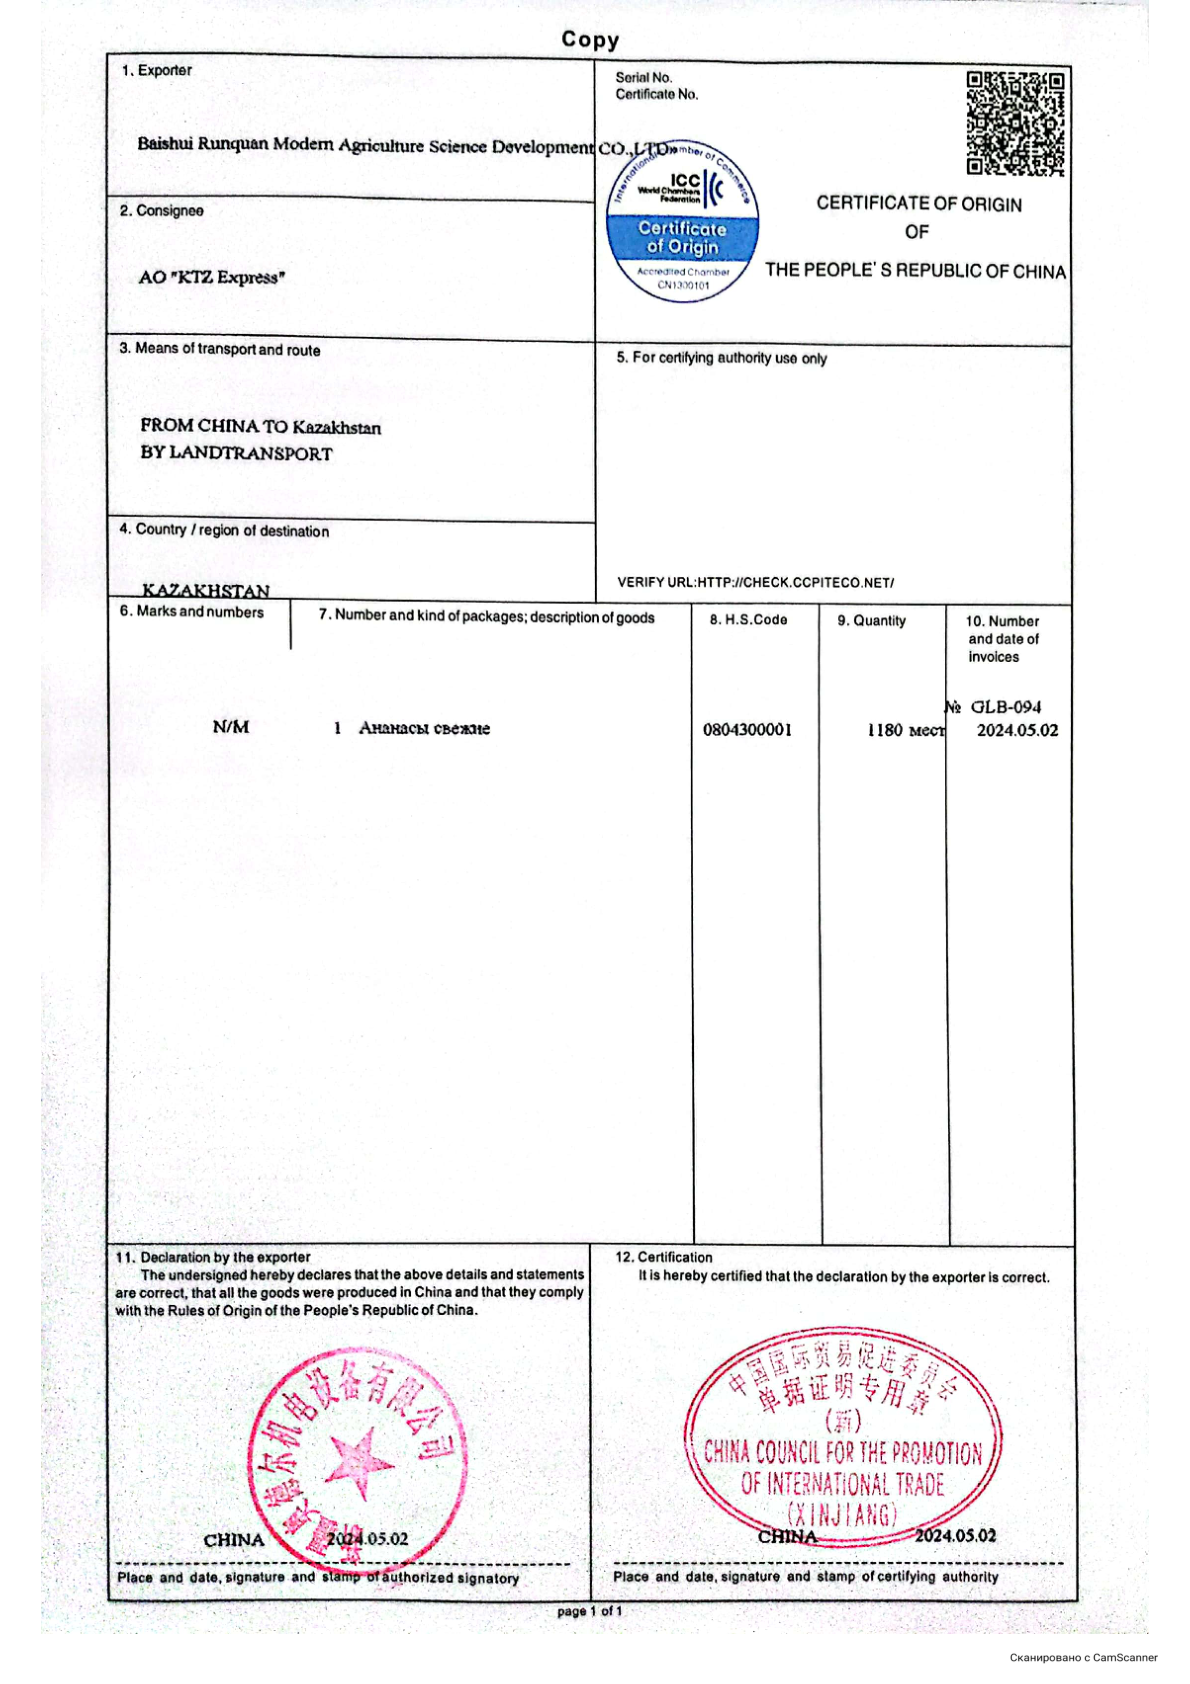 Copy
1. Exporter
Baishui Runquan Modern Agriculture Science Development CO.,LTD»
Serial No.
Certificate No.
International Chamber of Commerce
ICC
World Chambers
Federation
Certificate
of Origin
Accredited Chamber
CN1300101
CERTIFICATE OF ORIGIN
OF
THE PEOPLE' S REPUBLIC OF CHINA
2. Consignee
AO "KTZ Express"
3. Means of transport and route
FROM CHINA TO Kazakhstan
BY LANDTRANSPORT
4. Country / region of destination
KAZAKHSTAN
5. For certifying authority use only
VERIFY URL:HTTP://CHECK.CCPITECO.NET/
6. Marks and numbers
7. Number and kind of packages; description of goods
8. H.S.Code
9. Quantity
10. Number
and date of
invoices
№ GLB-094
N/M 1 Ананасы свежие 0804300001 1180 мест 2024.05.02
11. Declaration by the exporter
The undersigned hereby declares that the above details and statements
are correct, that all the goods were produced in China and that they comply
with the Rules of Origin of the People's Republic of China.
德尔机电设备有限公司
CHINA 2024.05.02
Place and date, signature and stamp of authorized signatory
12. Certification
It is hereby certified that the declaration by the exporter is correct.
中国国际贸易促进委员会
单据证明专用章
(新)
CHINA COUNCIL FOR THE PROMOTION
OF INTERNATIONAL TRADE
(XINJIANG)
CHINA 2024.05.02
Place and date, signature and stamp of certifying authority
page 1 of 1
Сканировано с CamScanner